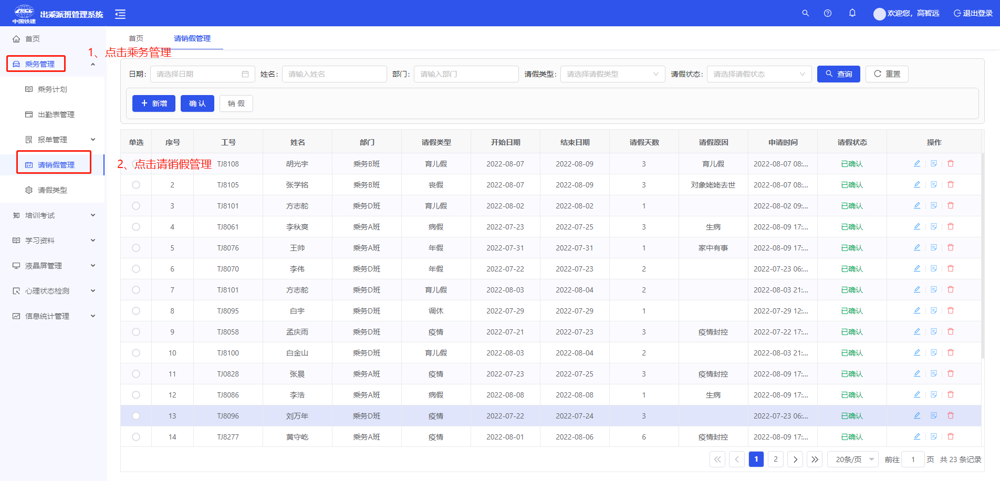 CRCC
中国铁建
出乘派班管理系统
欢迎您，高智远
退出登录
首页
乘务管理
乘务计划
出勤表管理
报单管理
请销假管理
请假类型
培训考试
学习资料
液晶屏管理
心理状态检测
信息统计管理
首页 请销假管理
1、点击乘务管理
日期： 请选择日期 姓名： 请输入姓名 部门： 请输入部门 请假类型： 请选择请假类型 请假状态： 请选择请假状态 查询 重置
新增 确 认 销 假
单选 序号 工号 姓名 部门 请假类型 开始日期 结束日期 请假天数 请假原因 申请时间 请假状态 操作
2、点击请销假管理
TJ8108 胡光宇 乘务B班 育儿假 2022-08-07 2022-08-09 3 育儿假 2022-08-07 08:... 已确认
2 TJ8105 张学铭 乘务B班 丧假 2022-08-07 2022-08-09 3 对象姥姥去世 2022-08-07 08:... 已确认
3 TJ8101 方志舵 乘务D班 育儿假 2022-08-02 2022-08-02 1 2022-08-02 09:... 已确认
4 TJ8061 李秋爽 乘务A班 病假 2022-07-23 2022-07-25 3 生病 2022-08-09 17:... 已确认
5 TJ8076 王帅 乘务A班 年假 2022-07-31 2022-07-31 1 家中有事 2022-08-09 17:... 已确认
6 TJ8070 李伟 乘务D班 年假 2022-07-22 2022-07-23 2 2022-07-23 06:... 已确认
7 TJ8101 方志舵 乘务D班 育儿假 2022-08-03 2022-08-04 2 2022-08-03 21:... 已确认
8 TJ8095 白宇 乘务D班 调休 2022-07-29 2022-07-29 1 2022-07-29 12:... 已确认
9 TJ8058 孟庆雨 乘务D班 疫情 2022-07-21 2022-07-23 3 疫情封控 2022-07-22 17:... 已确认
10 TJ8100 白金山 乘务D班 育儿假 2022-08-03 2022-08-04 2 2022-08-03 21:... 已确认
11 TJ0828 张晨 乘务A班 疫情 2022-07-23 2022-07-25 3 疫情封控 2022-08-09 17:... 已确认
12 TJ8086 李浩 乘务A班 病假 2022-08-08 2022-08-08 1 生病 2022-08-09 17:... 已确认
13 TJ8096 刘万年 乘务D班 疫情 2022-07-22 2022-07-24 3 2022-07-23 06:... 已确认
14 TJ8277 黄守屹 乘务A班 疫情 2022-08-01 2022-08-06 6 疫情封控 2022-08-09 17:... 已确认
1 2 20条/页 前往 1 页 共 23 条记录